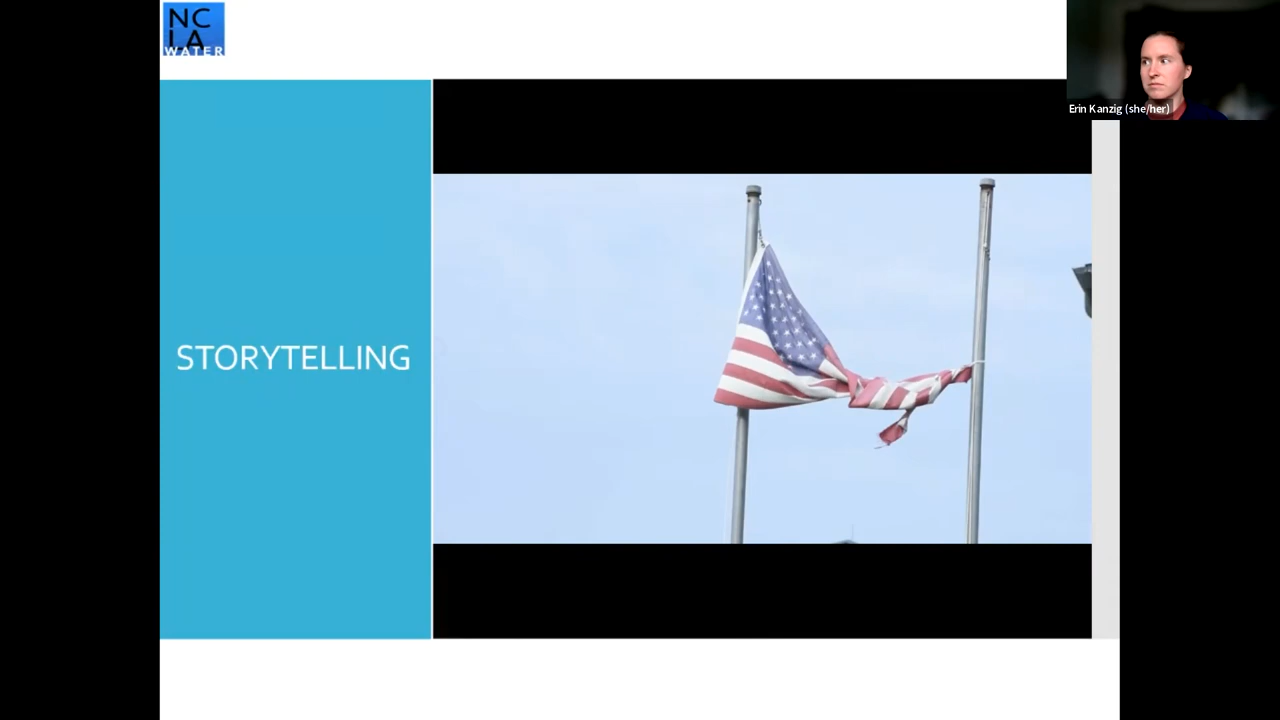 NC
LA
WATER
Erin Kanzig (she/her)
STORYTELLING